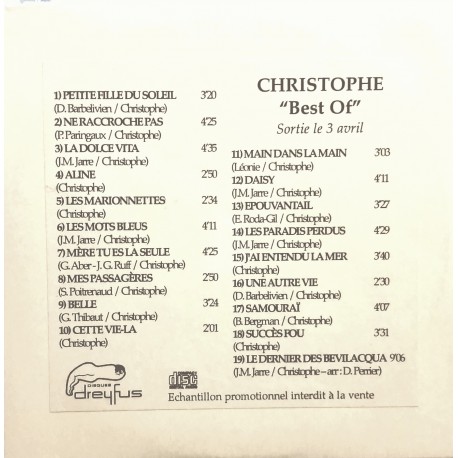 1) PETITE FILLE DU SOLEIL 3'20
(D. Barbelivien / Christophe)
2) NE RACCROCHE PAS 4'25
(P. Paringaux / Christophe)
3) LA DOLCE VITA 4'35
(J.M. Jarre / Christophe)
4) ALINE 2'50
(Christophe)
5) LES MARIONNETTES 2'34
(Christophe)
6) LES MOTS BLEUS 4'11
(J.M. Jarre / Christophe)
7) MÈRE TU ES LA SEULE 4'25
(G. Aber - J.G. Ruff / Christophe)
8) MES PASSAGÈRES 2'50
(S. Poitrenaud / Christophe)
9) BELLE 3'24
(G. Thibaut / Christophe)
10) CETTE VIE-LA 2'01
(Christophe)
DISQUES
dreyfus
CHRISTOPHE
"Best Of"
Sortie le 3 avril
11) MAIN DANS LA MAIN 3'03
(Léonie / Christophe)
12) DAISY 4'11
(J.M. Jarre / Christophe)
13) EPOUVANTAIL 3'27
(E. Roda-Gil / Christophe)
14) LES PARADIS PERDUS 4'29
(J.M. Jarre / Christophe)
15) J'AI ENTENDU LA MER 3'40
(Christophe)
16) UNE AUTRE VIE 2'30
(D. Barbelivien / Christophe)
17) SAMOURAÏ 4'07
(B. Bergman / Christophe)
18) SUCCÈS FOU 3'31
(Christophe)
19) LE DERNIER DES BEVILACQUA 9'06
(J.M. Jarre / Christophe – arr : D. Perrier)
COMPACT
disc
DIGITAL AUDIO
Echantillon promotionnel interdit à la vente